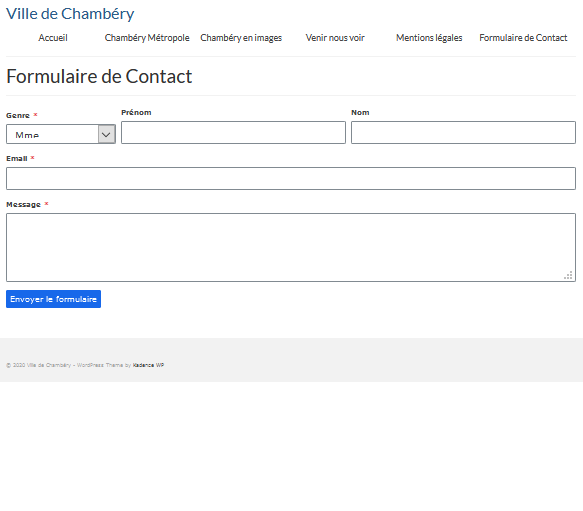 Ville de Chambéry
Accueil Chambéry Métropole Chambéry en images Venir nous voir Mentions légales Formulaire de Contact
Formulaire de Contact
Genre * Prénom Nom
Mme
Email *
Message *
Envoyer le formulaire
© 2020 Ville de Chambéry - WordPress Theme by Kadence WP